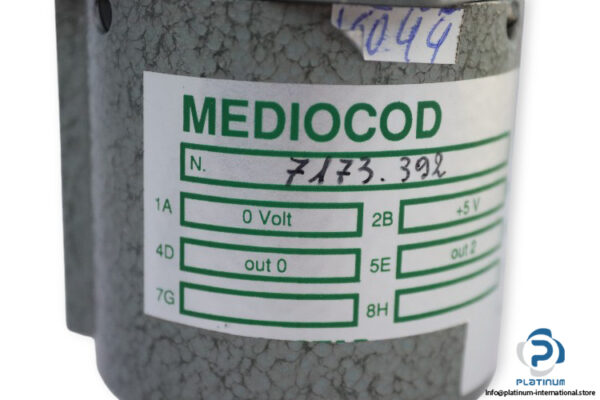 15044
MEDIOCOD
N. 7173.392
1A 0 Volt 2B +5 V
4D out 0 5E out 2
7G 8H
PLATINUM
info@platinum-international.store